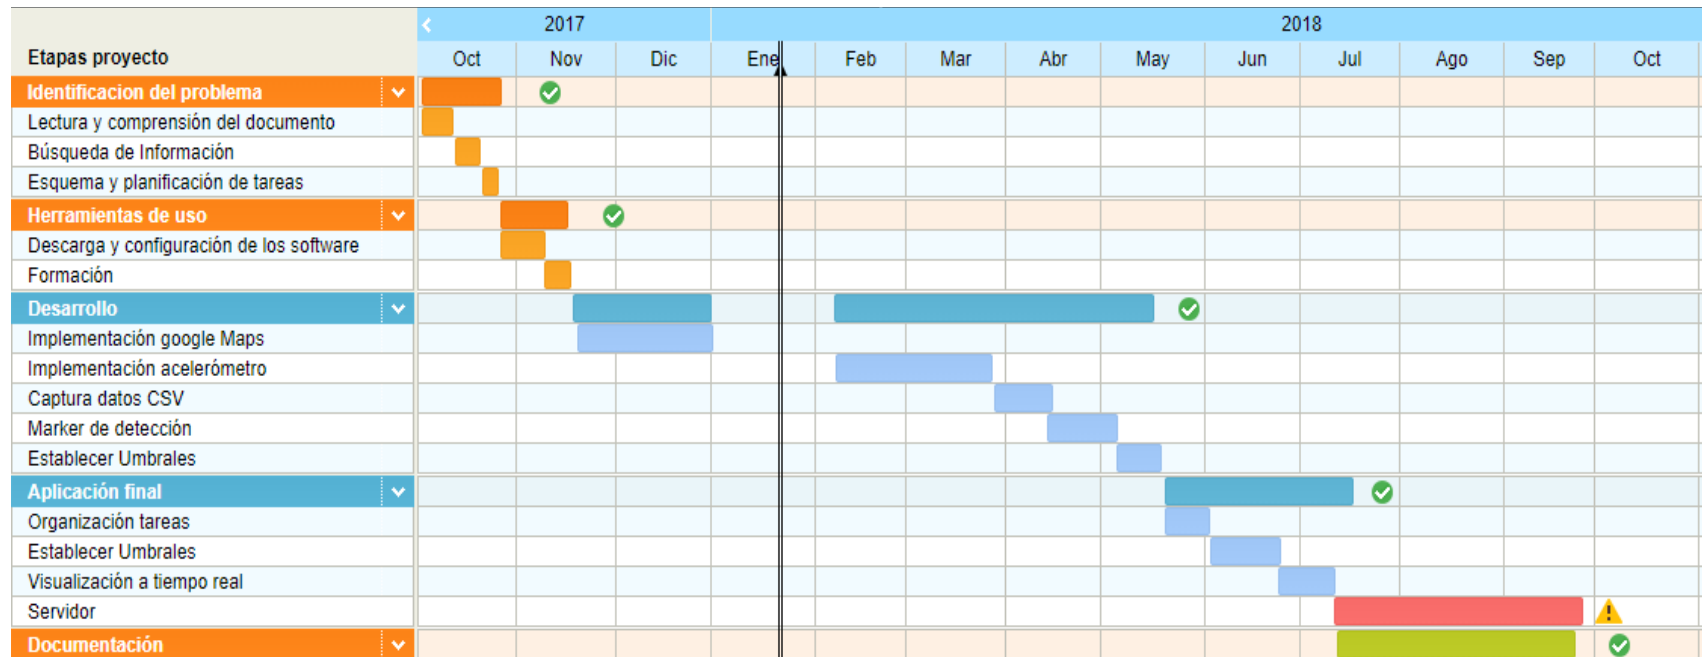 2017 2018
Etapas proyecto Oct Nov Dic Ene Feb Mar Abr May Jun Jul Ago Sep Oct
Identificacion del problema
Lectura y comprensión del documento
Búsqueda de Información
Esquema y planificación de tareas
Herramientas de uso
Descarga y configuración de los software
Formación
Desarrollo
Implementación google Maps
Implementación acelerómetro
Captura datos CSV
Marker de detección
Establecer Umbrales
Aplicación final
Organización tareas
Establecer Umbrales
Visualización a tiempo real
Servidor
Documentación